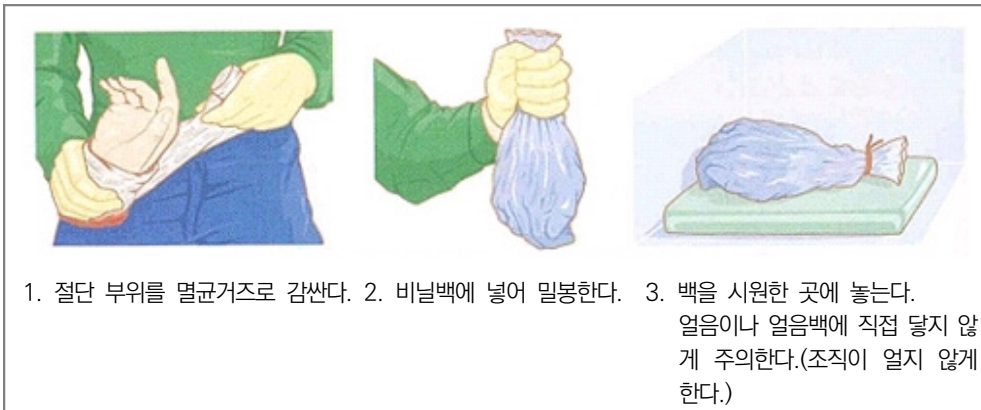 1. 절단 부위를 멸균거즈로 감싼다. 2. 비닐백에 넣어 밀봉한다. 3. 백을 시원한 곳에 놓는다.
얼음이나 얼음백에 직접 닿지 않
게 주의한다.(조직이 얼지 않게
한다.)